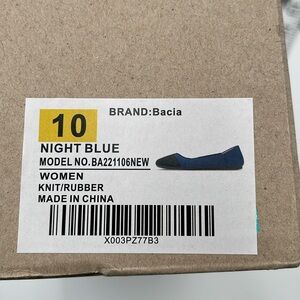 BRAND:Bacia
10
NIGHT BLUE
MODEL NO.BA221106NEW
WOMEN
KNIT/RUBBER
MADE IN CHINA
X003PZ77B3